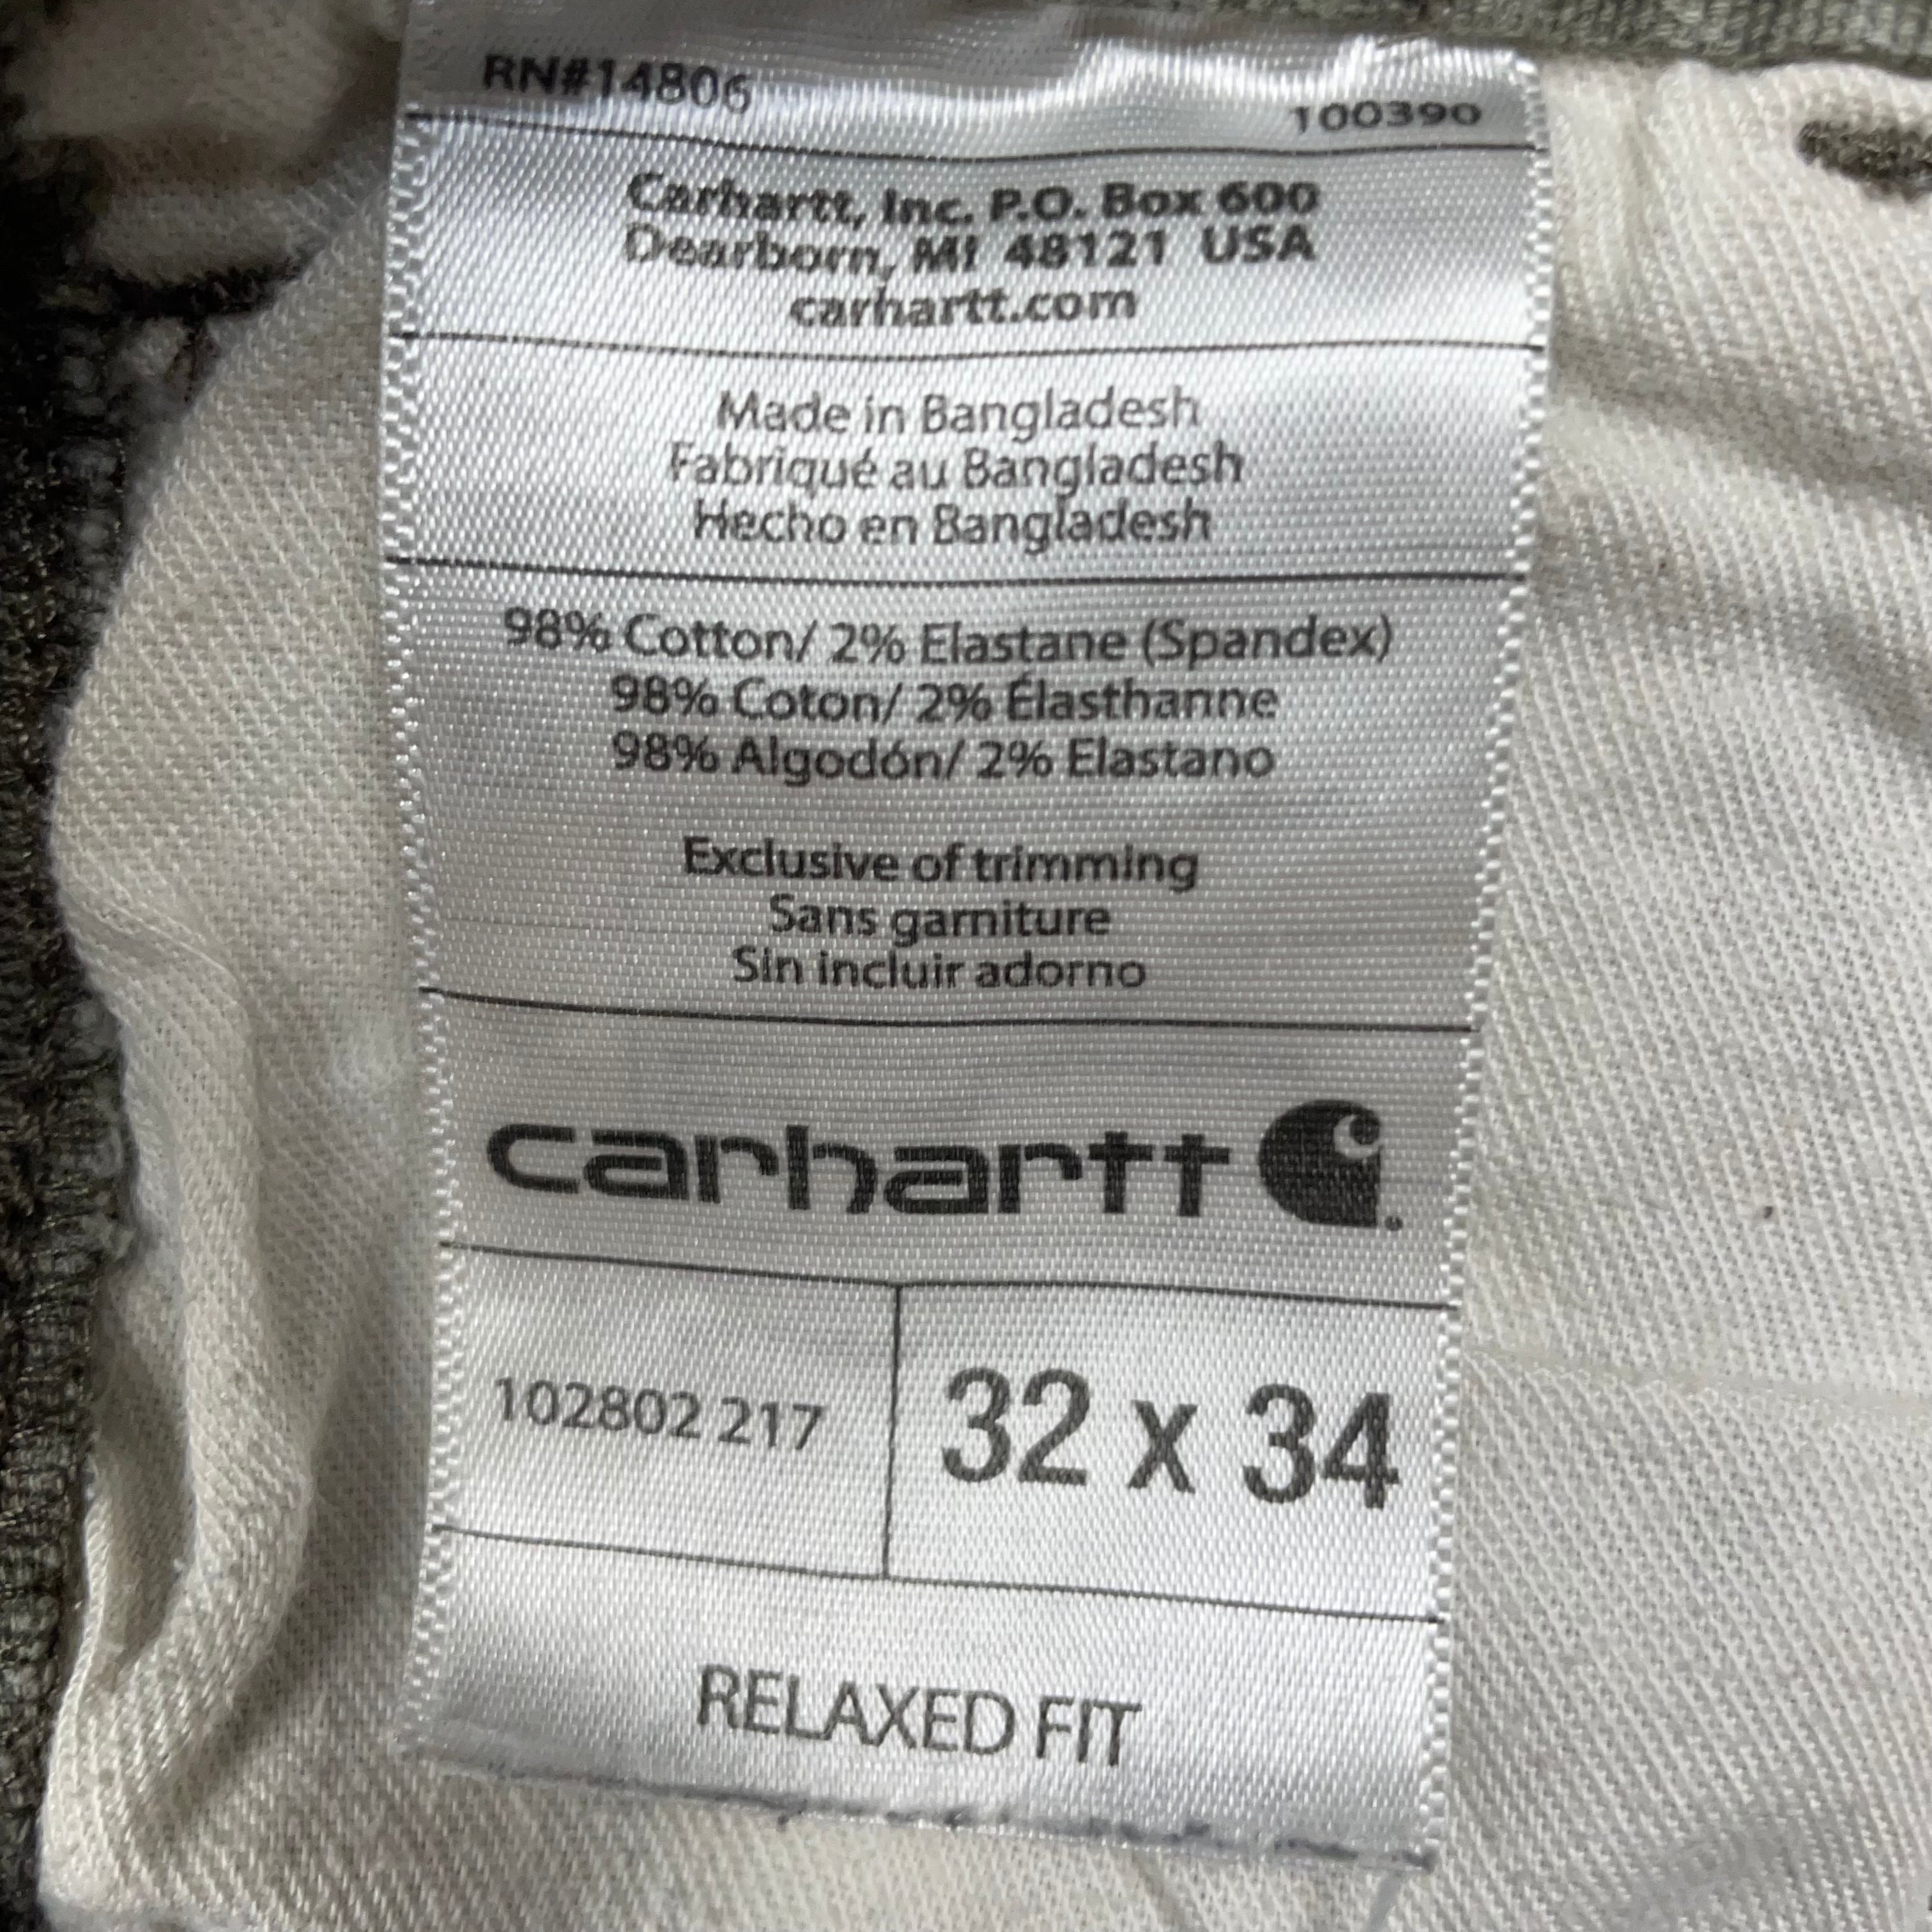 RN#14806
100390
Carhartt, Inc. P.O. Box 600
Dearborn, MI 48121 USA
carhartt.com
Made in Bangladesh
Fabriqué au Bangladesh
Hecho en Bangladesh
98% Cotton/ 2% Elastane (Spandex)
98% Coton/ 2% Élasthanne
98% Algodón/ 2% Elastano
Exclusive of trimming
Sans garniture
Sin incluir adorno
carhartt
102802 217
32 x 34
RELAXED FIT